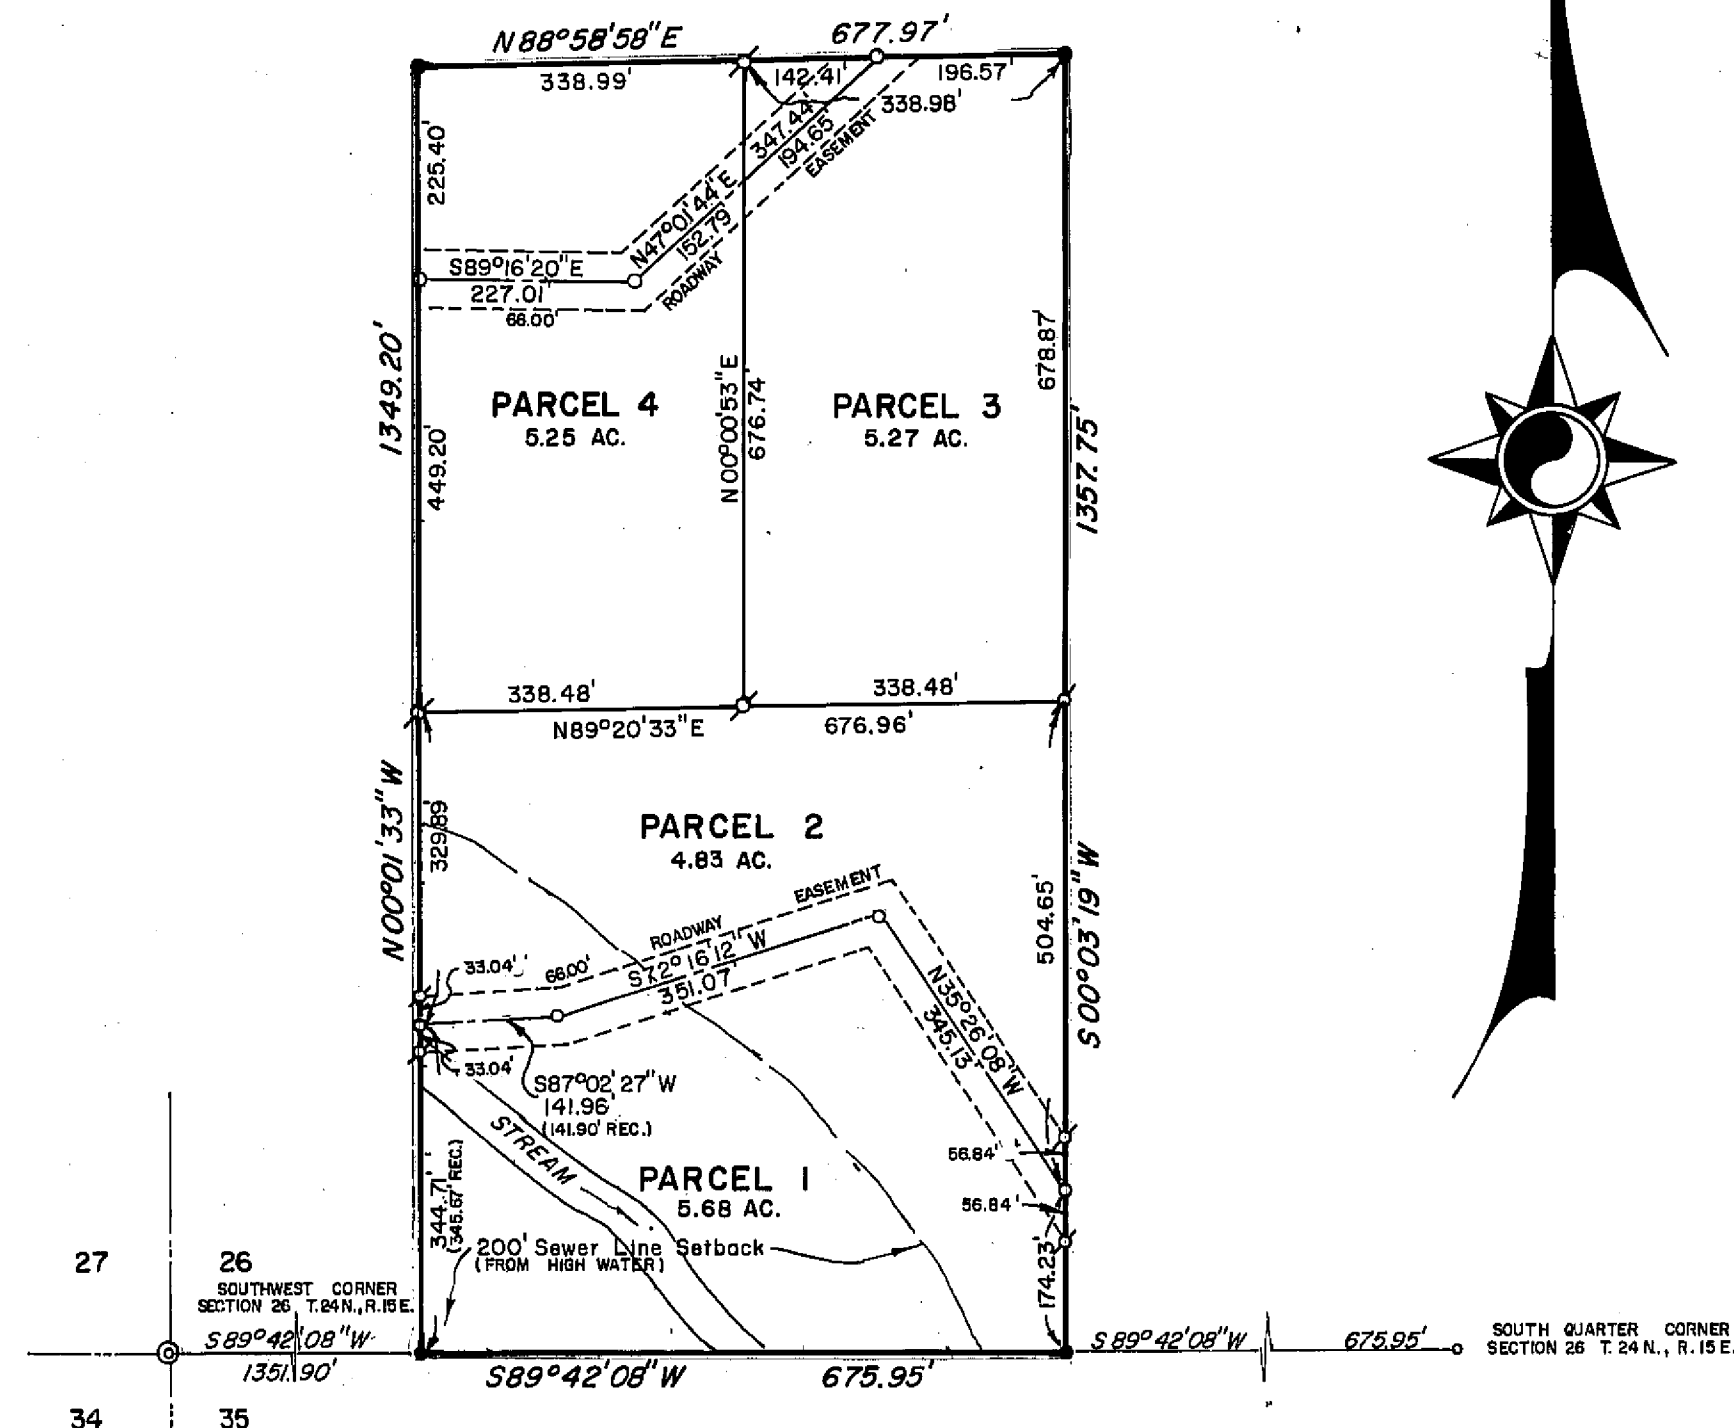 N88°58'58"E 677.97'
338.99' 142.41' 196.57'
338.98'
225.40'
347.44'
194.65'
EASEMENT
N47°01'44"E
152.79'
ROADWAY
S89°16'20"E
227.01'
66.00'
1349.20'
449.20'
PARCEL 4
5.25 AC.
N00°00'53"E
676.74'
PARCEL 3
5.27 AC.
678.87'
1357.75'
338.48' 338.48'
N89°20'33"E 676.96'
N00°01'33"W
329.89'
PARCEL 2
4.83 AC.
504.65'
S00°03'19"W
ROADWAY EASEMENT
33.04'
66.00'
S72°16'12"W
351.07'
N35°26'08"W
345.13'
33.04'
S87°02'27"W
141.96'
(141.90' REC.)
STREAM
344.71'
(345.67' REC.)
PARCEL 1
5.68 AC.
56.84'
56.84'
174.23'
200' Sewer Line Setback
(FROM HIGH WATER)
27 26
SOUTHWEST CORNER
SECTION 26 T.24N., R.15E.
S89°42'08"W
1351.90'
S89°42'08"W 675.95'
S89°42'08"W 675.95'
SOUTH QUARTER CORNER
SECTION 26 T.24N., R.15E.
34 35